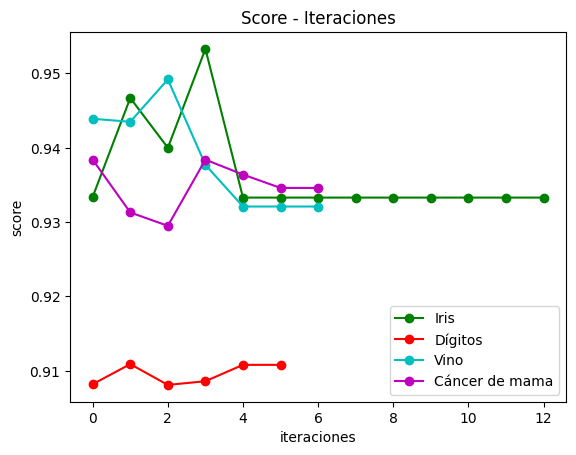 Score - Iteraciones
score
0.95
0.94
0.93
0.92
0.91
0 2 4 6 8 10 12
iteraciones
Iris
Dígitos
Vino
Cáncer de mama